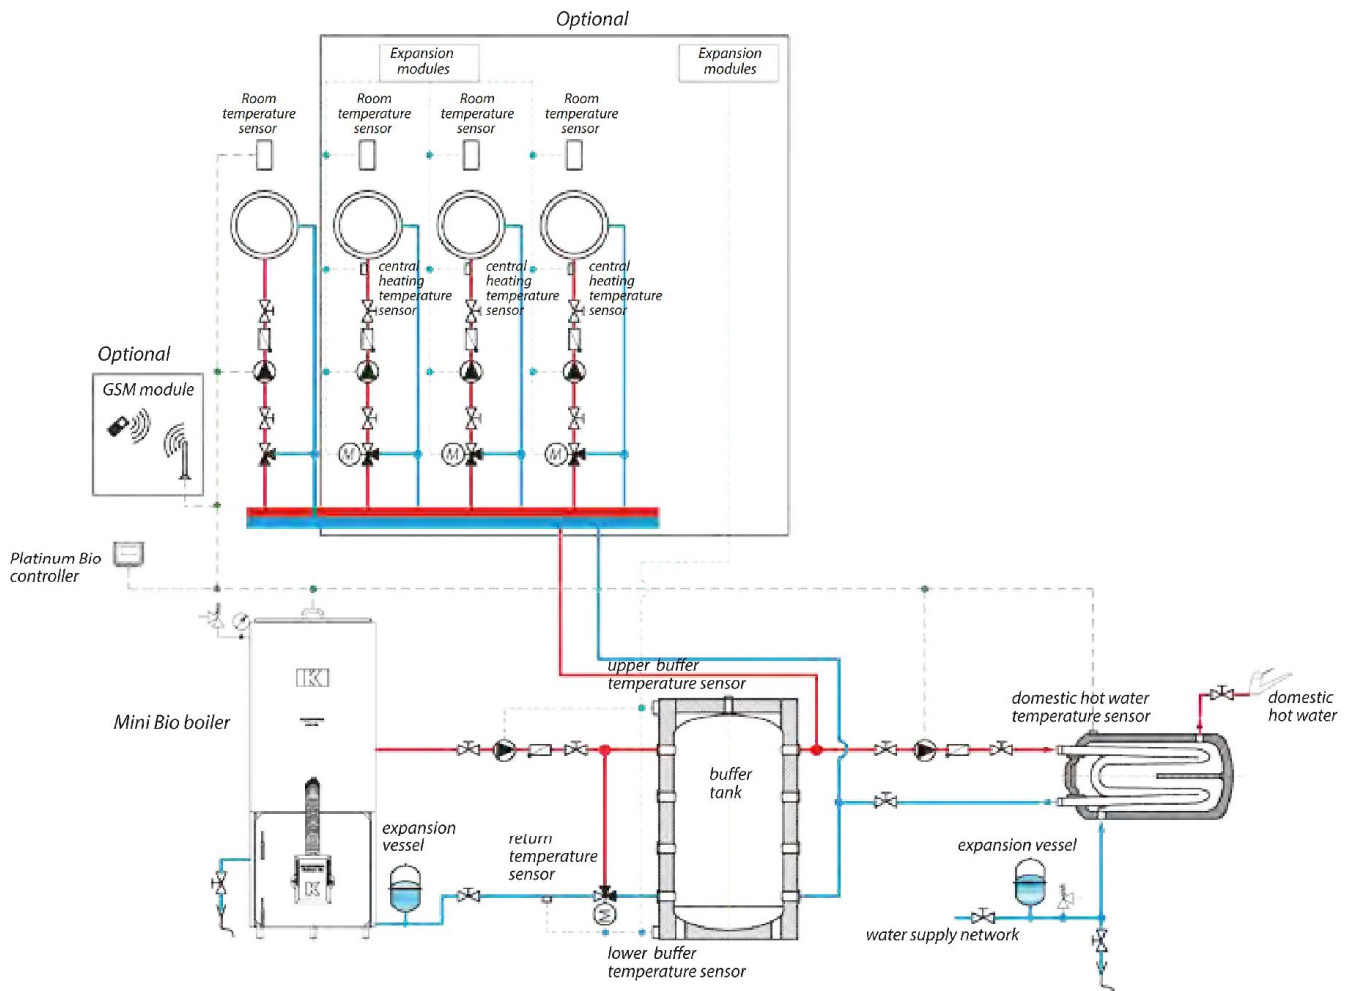 Optional
Expansion
modules
Expansion
modules
Room
temperature
sensor
Room
temperature
sensor
Room
temperature
sensor
Room
temperature
sensor
central
heating
temperature
sensor
central
heating
temperature
sensor
central
heating
temperature
sensor
Optional
GSM module
M
M
M
Platinum Bio
controller
upper buffer
temperature sensor
K
Mini Bio boiler
domestic hot water
temperature sensor
domestic
hot water
buffer
tank
expansion
vessel
return
temperature
sensor
expansion vessel
K
M
water supply network
lower buffer
temperature sensor